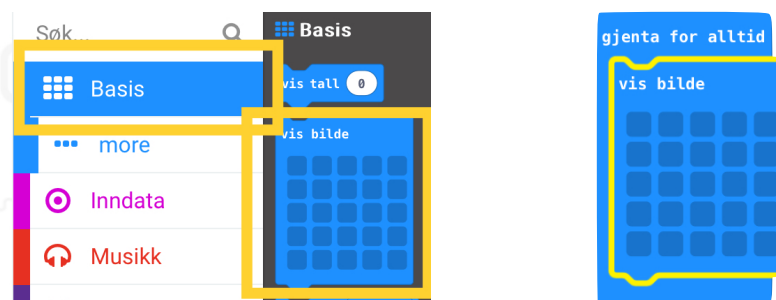 Søk...
Basis
more
Inndata
Musikk
Basis
vis tall 0
vis bilde
gjenta for alltid
vis bilde